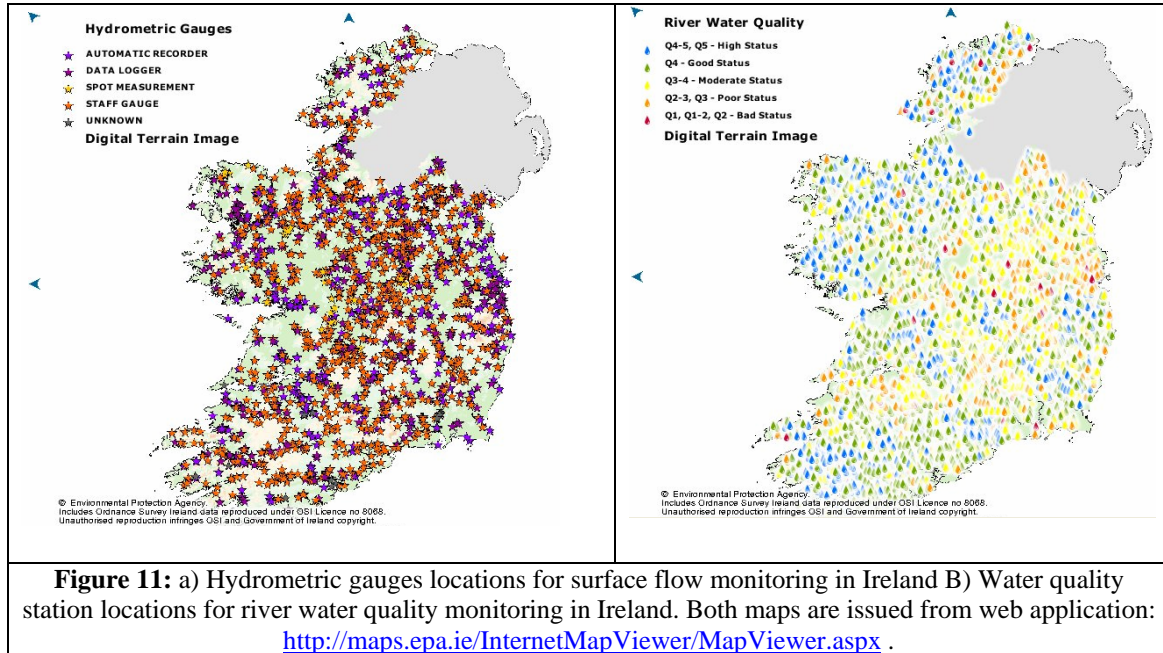 Hydrometric Gauges
AUTOMATIC RECORDER
DATA LOGGER
SPOT MEASUREMENT
STAFF GAUGE
UNKNOWN
Digital Terrain Image
© Environmental Protection Agency.
Includes Ordnance Survey Ireland data reproduced under OSI Licence no 8068.
Unauthorised reproduction infringes OSI and Government of Ireland copyright.
River Water Quality
Q4-5, Q5 - High Status
Q4 - Good Status
Q3-4 - Moderate Status
Q2-3, Q3 - Poor Status
Q1, Q1-2, Q2 - Bad Status
Digital Terrain Image
© Environmental Protection Agency.
Includes Ordnance Survey Ireland data reproduced under OSI Licence no 8068.
Unauthorised reproduction infringes OSI and Government of Ireland copyright.
Figure 11: a) Hydrometric gauges locations for surface flow monitoring in Ireland B) Water quality
station locations for river water quality monitoring in Ireland. Both maps are issued from web application:
http://maps.epa.ie/InternetMapViewer/MapViewer.aspx .